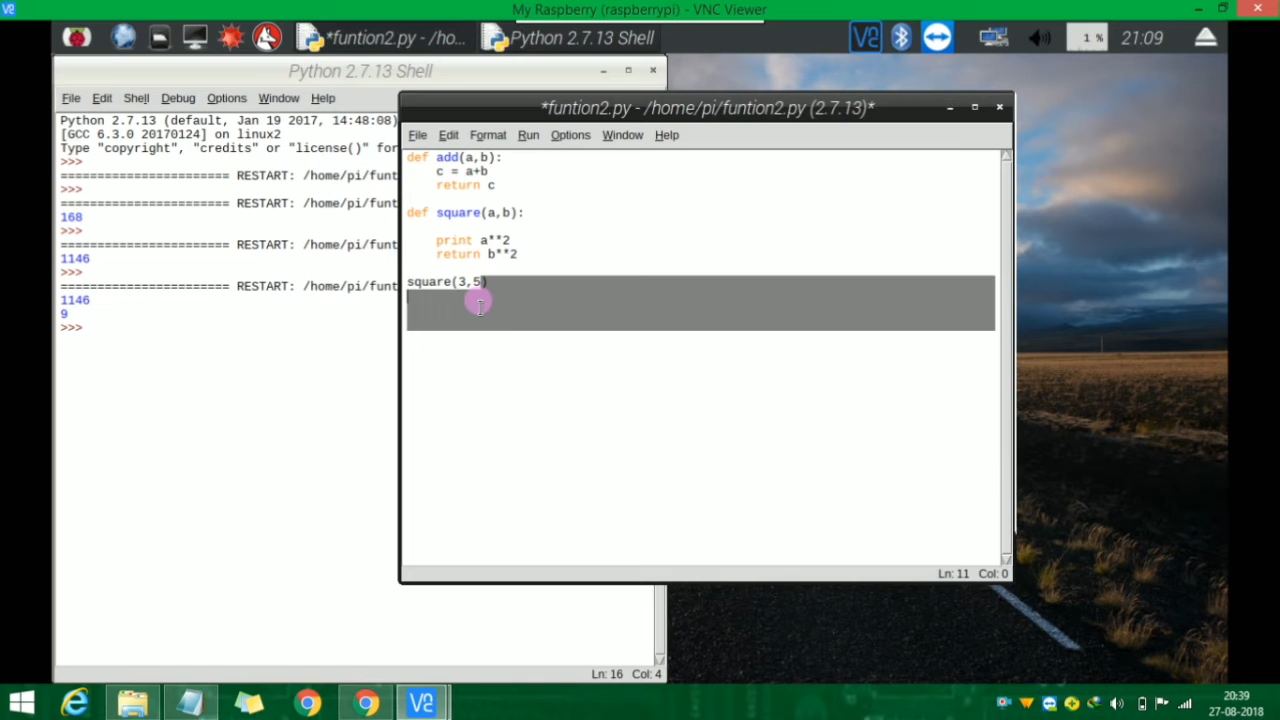 My Raspberry (raspberrypi) - VNC Viewer
*funtion2.py - /ho...
Python 2.7.13 Shell
1 %
21:09
Python 2.7.13 Shell
File Edit Shell Debug Options Window Help
Python 2.7.13 (default, Jan 19 2017, 14:48:08)
[GCC 6.3.0 20170124] on linux2
Type "copyright", "credits" or "license()" for
>>>
======================= RESTART: /home/pi/funt
>>>
======================= RESTART: /home/pi/funt
168
>>>
======================= RESTART: /home/pi/funt
1146
>>>
======================= RESTART: /home/pi/funt
1146
9
>>>
Ln: 16 Col: 4
*funtion2.py - /home/pi/funtion2.py (2.7.13)*
File Edit Format Run Options Window Help
def add(a,b):
    c = a+b
    return c
def square(a,b):
    print a**2
    return b**2
square(3,5)
Ln: 11 Col: 0
20:39
27-08-2018